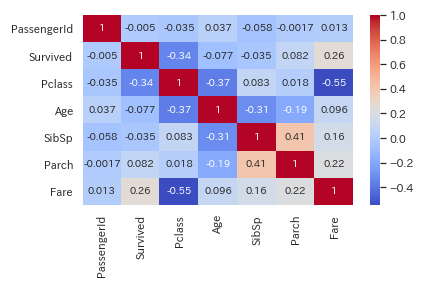 PassengerId 1 -0.005 -0.035 0.037 -0.058 -0.0017 0.013
Survived -0.005 1 -0.34 -0.077 -0.035 0.082 0.26
Pclass -0.035 -0.34 1 -0.37 0.083 0.018 -0.55
Age 0.037 -0.077 -0.37 1 -0.31 -0.19 0.096
SibSp -0.058 -0.035 0.083 -0.31 1 0.41 0.16
Parch -0.0017 0.082 0.018 -0.19 0.41 1 0.22
Fare 0.013 0.26 -0.55 0.096 0.16 0.22 1
PassengerId Survived Pclass Age SibSp Parch Fare
1.0
0.8
0.6
0.4
0.2
0.0
−0.2
−0.4